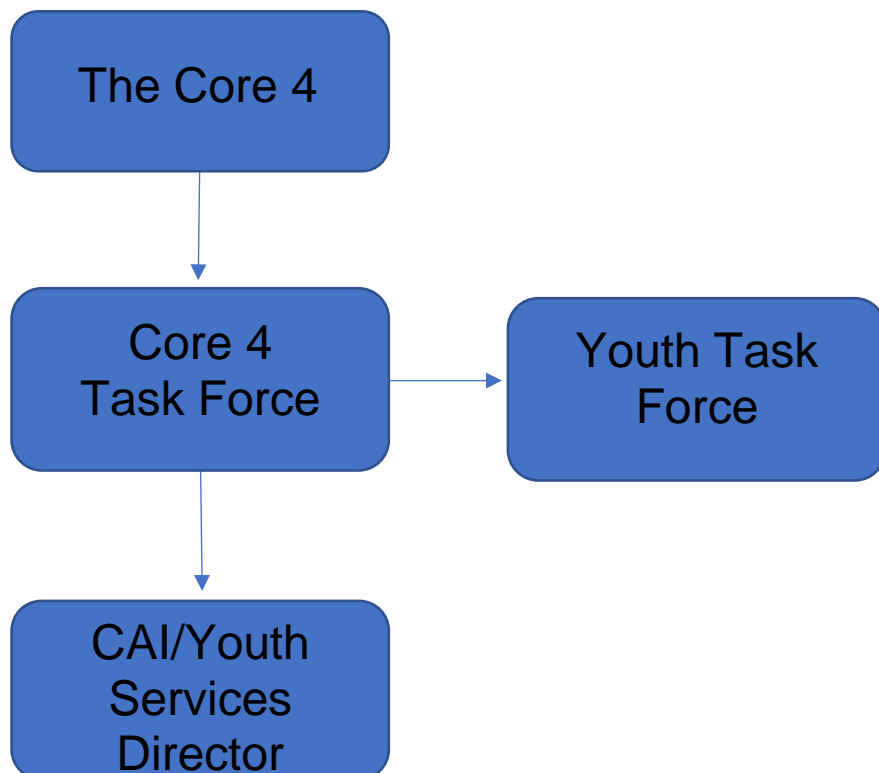 The Core 4
Core 4
Task Force
Youth Task
Force
CAI/Youth
Services
Director